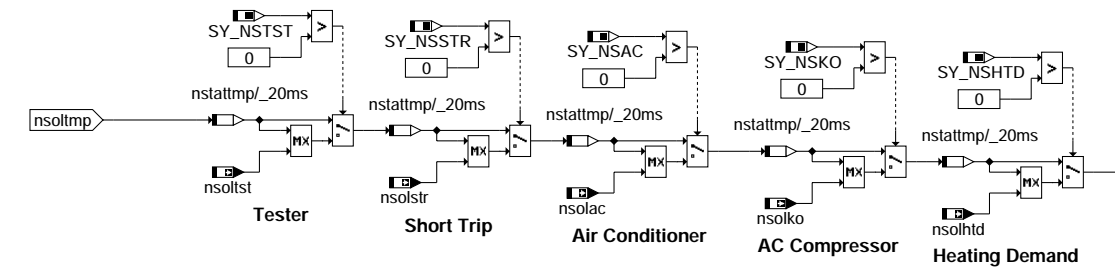 SY_NSTST
>
0
nstattmp/_20ms
nsoltmp
MX
nsoltst
Tester
SY_NSSTR
>
0
nstattmp/_20ms
MX
nsolstr
Short Trip
SY_NSAC
>
0
nstattmp/_20ms
MX
nsolac
Air Conditioner
SY_NSKO
>
0
nstattmp/_20ms
MX
nsolko
AC Compressor
SY_NSHTD
>
0
nstattmp/_20ms
MX
nsolhtd
Heating Demand